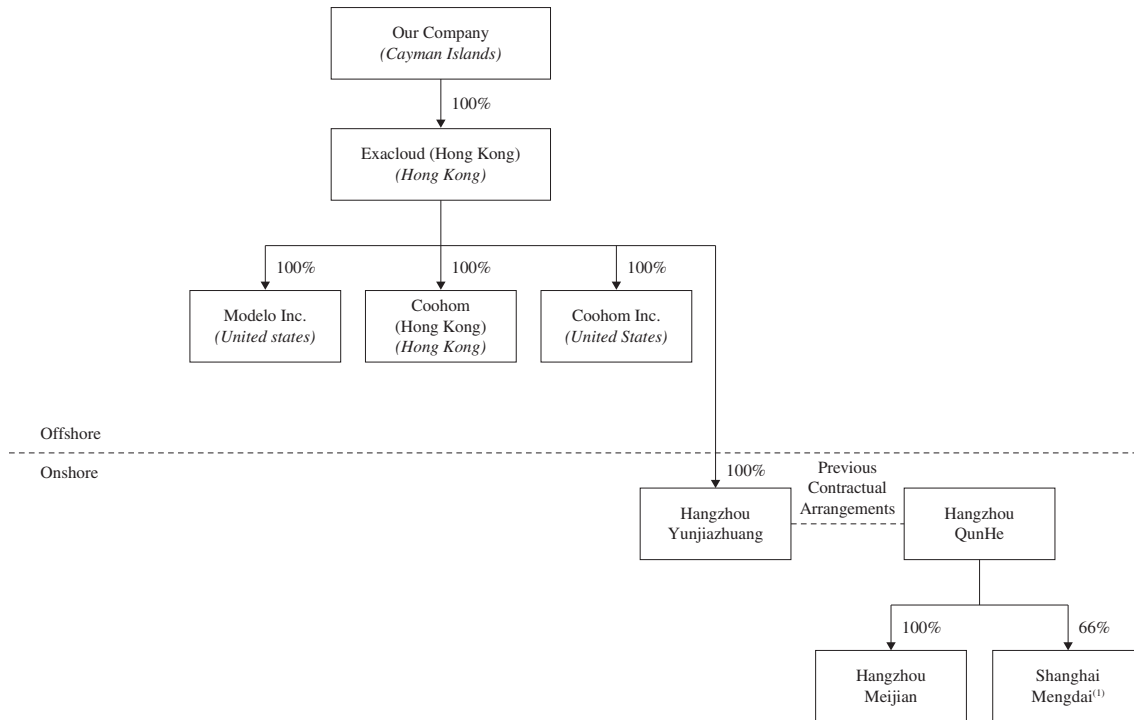 Our Company
(Cayman Islands)
100%
Exacloud (Hong Kong)
(Hong Kong)
100%
100%
100%
Modelo Inc.
(United states)
Coohom
(Hong Kong)
(Hong Kong)
Coohom Inc.
(United States)
Offshore
Onshore
100%
Previous
Contractual
Arrangements
Hangzhou
Yunjiazhuang
Hangzhou
QunHe
100%
66%
Hangzhou
Meijian
Shanghai
Mengdai(1)